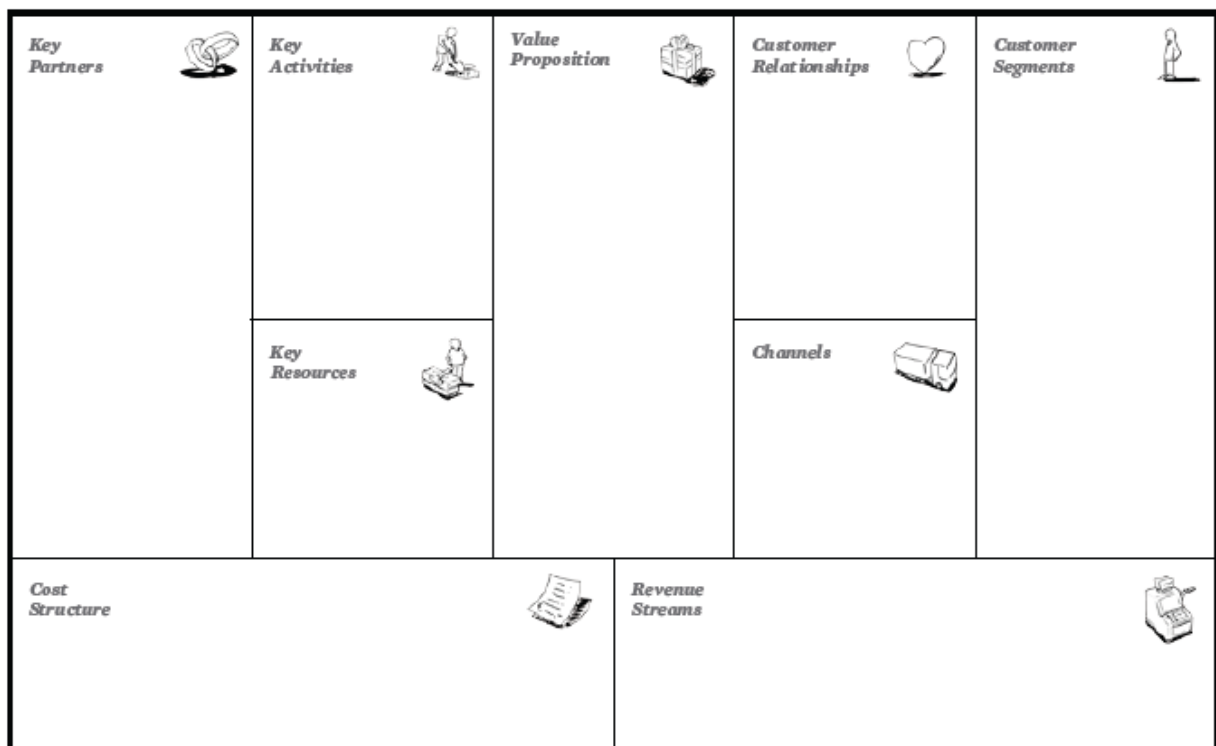 Key
Partners
Key
Activities
Value
Proposition
Customer
Relationships
Customer
Segments
Key
Resources
Channels
Cost
Structure
Revenue
Streams